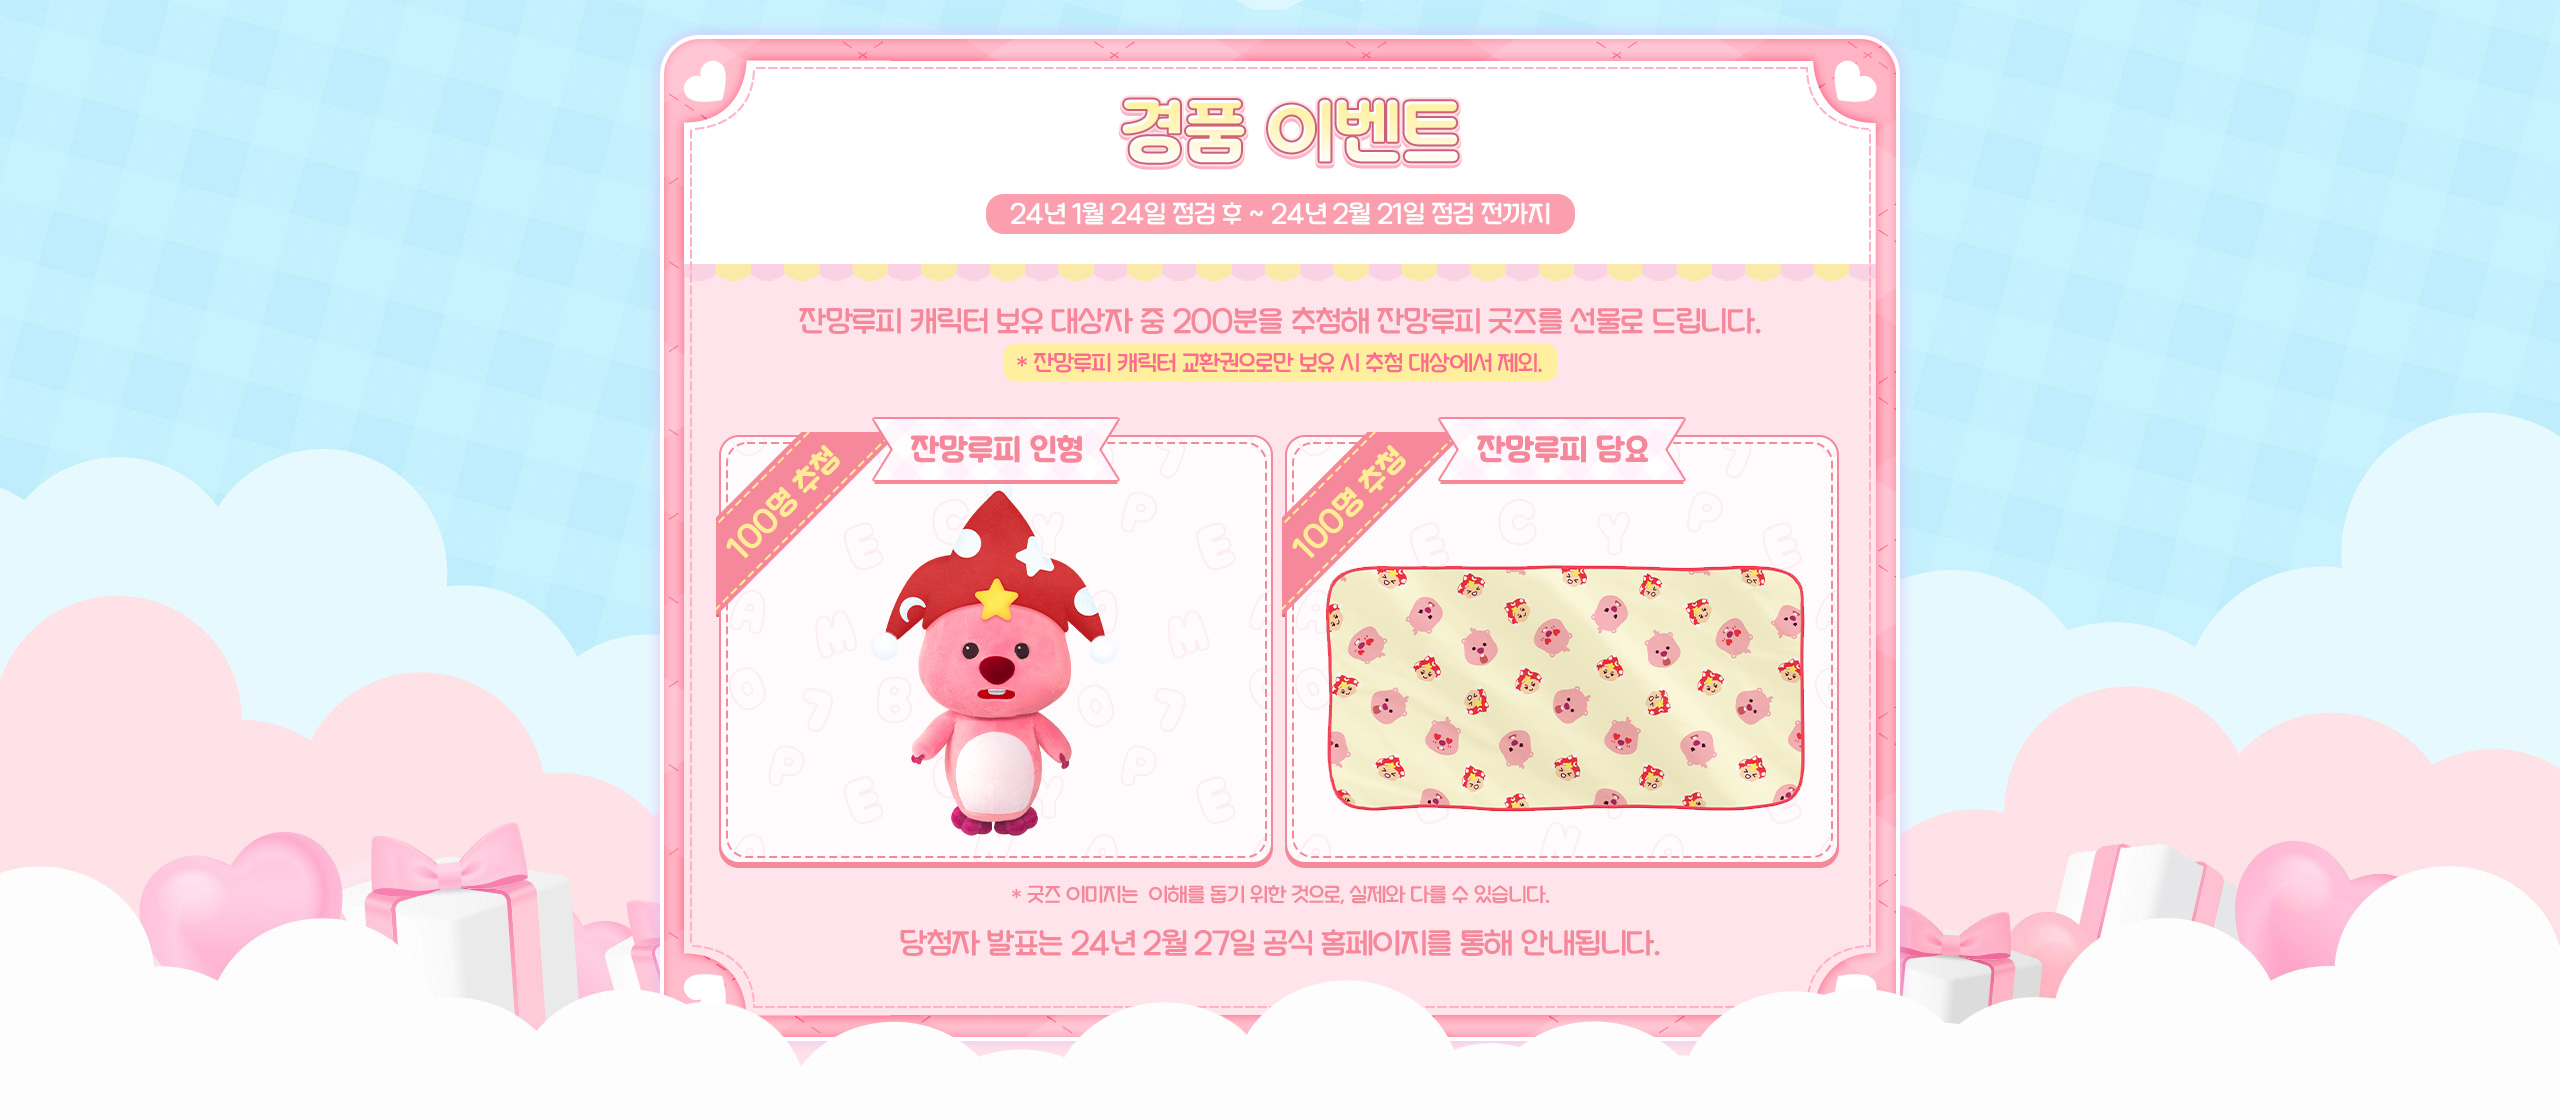 경품 이벤트
24년 1월 24일 점검 후 ~ 24년 2월 21일 점검 전까지
잔망루피 캐릭터 보유 대상자 중 200분을 추첨해 잔망루피 굿즈를 선물로 드립니다.
* 잔망루피 캐릭터 교환권으로만 보유 시 추첨 대상에서 제외.
100명 추첨
잔망루피 인형
100명 추첨
잔망루피 담요
* 굿즈 이미지는 이해를 돕기 위한 것으로, 실제와 다를 수 있습니다.
당첨자 발표는 24년 2월 27일 공식 홈페이지를 통해 안내됩니다.